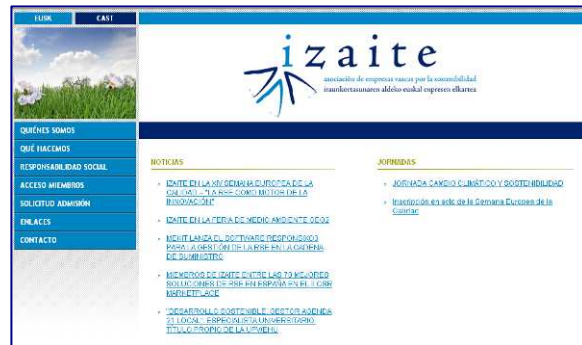 EUSK CAST
izaite
asociación de empresas vascas por la sostenibilidad
iraunkortasunaren aldeko euskal enpresen elkartea
QUIÉNES SOMOS
QUÉ HACEMOS
RESPONSABILIDAD SOCIAL
ACCESO MIEMBROS
SOLICITUD ADMISIÓN
ENLACES
CONTACTO
NOTICIAS
IZAITE EN LA XIV SEMANA EUROPEA DE LA
CALIDAD – "LA RSE COMO MOTOR DE LA
INNOVACIÓN"
IZAITE EN LA FERIA DE MEDIO AMBIENTE
LANZA EL SOFTWARE
PARA LA GESTIÓN DE LA RSE EN LA CADENA
DE SUMINISTRO
MIEMBROS DE IZAITE ENTRE LAS 70 MEJORES
SOLUCIONES DE RSE EN ESPAÑA EN EL II CSR
MARKETPLACE
"DESARROLLO SOSTENIBLE. GESTOR AGENDA
21 LOCAL". ESPECIALISTA UNIVERSITARIO.
TÍTULO PROPIO DE LA UPV/EHU
JORNADAS
JORNADA CAMBIO CLIMÁTICO Y SOSTENIBILIDAD
Inscripción en acto de la Semana Europea de la
Calidad